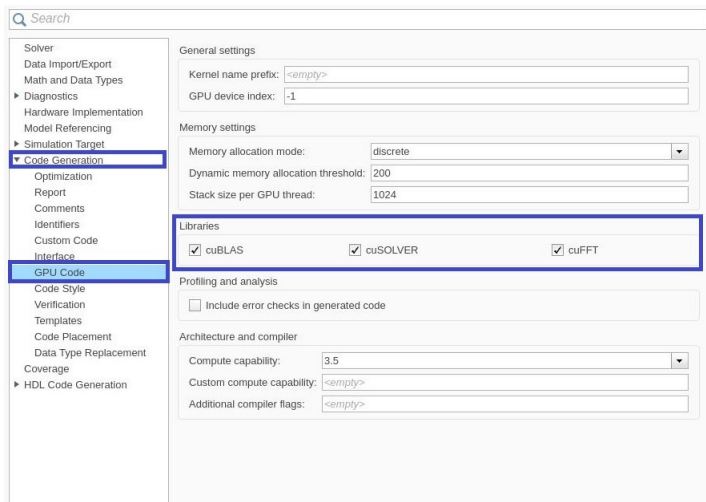 Search
Solver
Data Import/Export
Math and Data Types
Diagnostics
Hardware Implementation
Model Referencing
Simulation Target
Code Generation
Optimization
Report
Comments
Identifiers
Custom Code
Interface
GPU Code
Code Style
Verification
Templates
Code Placement
Data Type Replacement
Coverage
HDL Code Generation
General settings
Kernel name prefix: <empty>
GPU device index: -1
Memory settings
Memory allocation mode: discrete
Dynamic memory allocation threshold: 200
Stack size per GPU thread: 1024
Libraries
cuBLAS cuSOLVER cuFFT
Profiling and analysis
Include error checks in generated code
Architecture and compiler
Compute capability: 3.5
Custom compute capability: <empty>
Additional compiler flags: <empty>